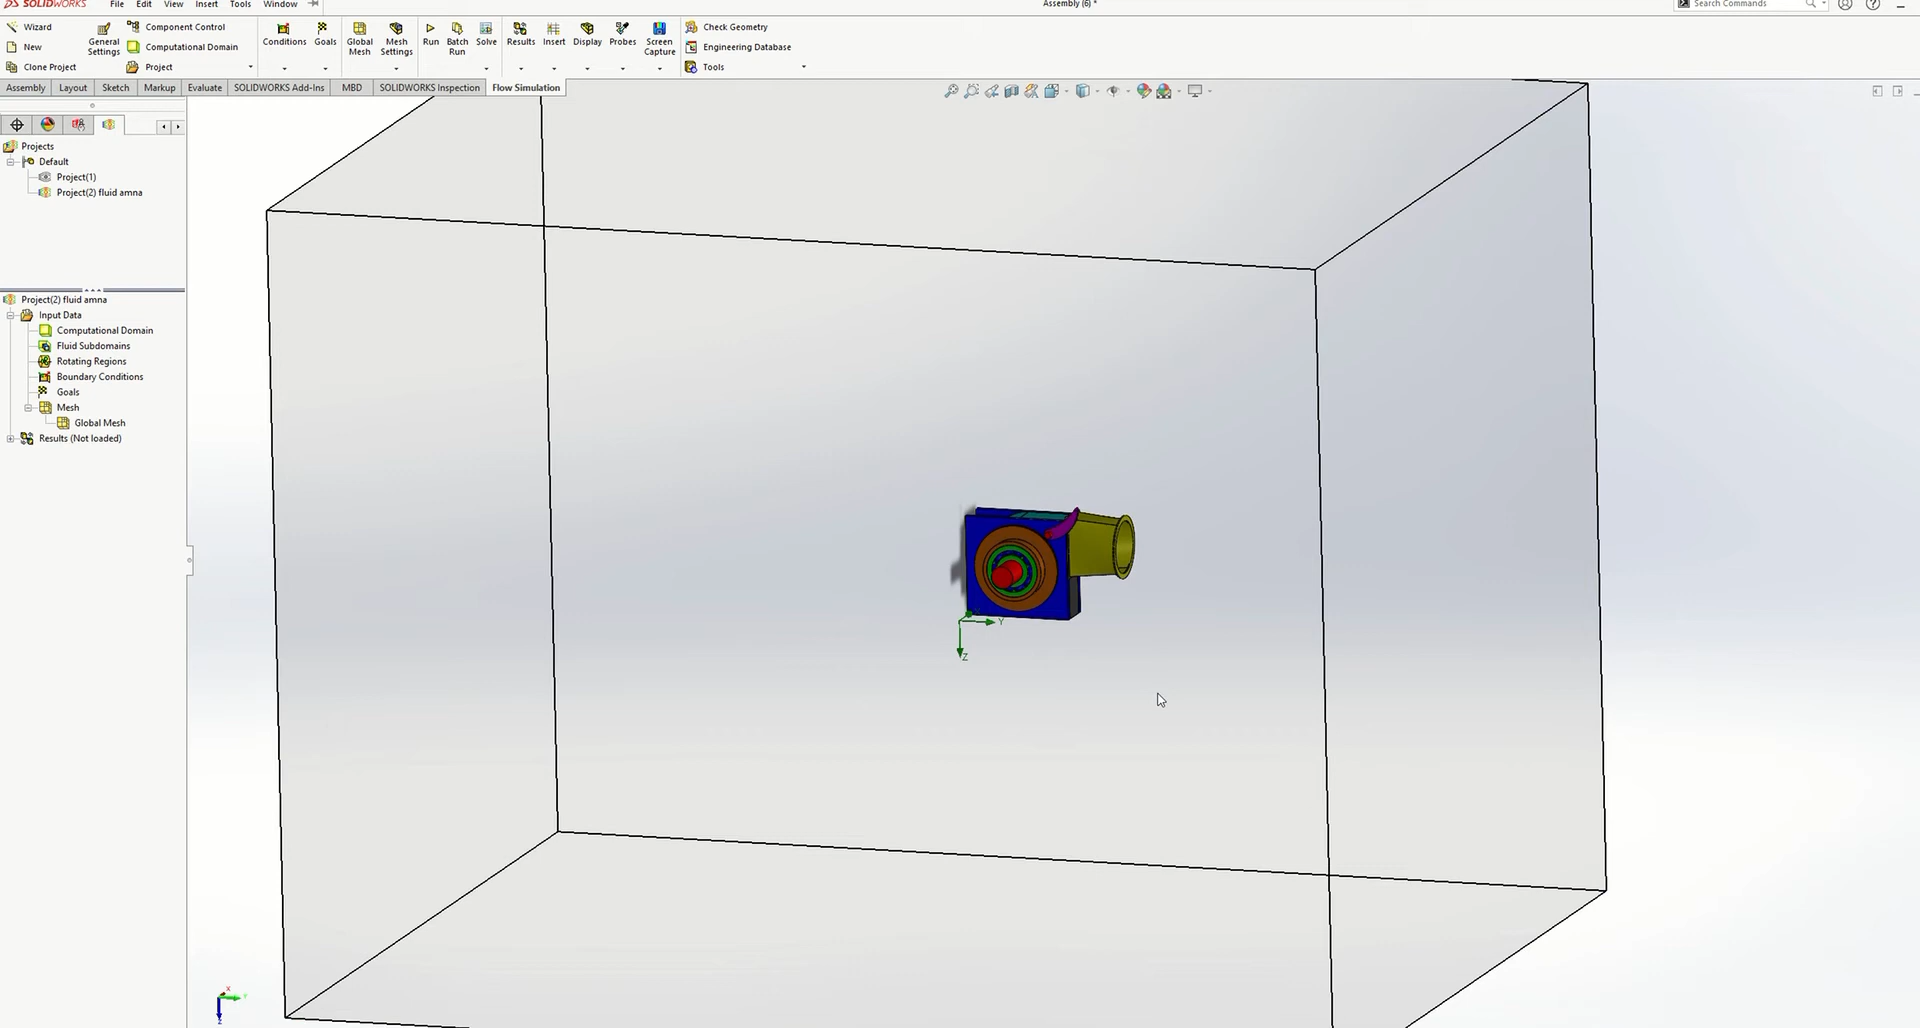 SOLIDWORKS File Edit View Insert Tools Window Assembly (6) * Search Commands
Wizard
New
Clone Project
General Settings
Component Control
Computational Domain
Project
Conditions
Goals
Global Mesh
Mesh Settings
Run
Batch Run
Solve
Results
Insert
Display
Probes
Screen Capture
Check Geometry
Engineering Database
Tools
Assembly Layout Sketch Markup Evaluate SOLIDWORKS Add-Ins MBD SOLIDWORKS Inspection Flow Simulation
Projects
Default
Project(1)
Project(2) fluid amna
Project(2) fluid amna
Input Data
Computational Domain
Fluid Subdomains
Rotating Regions
Boundary Conditions
Goals
Mesh
Global Mesh
Results (Not loaded)
Y
Z
X
Y
Z